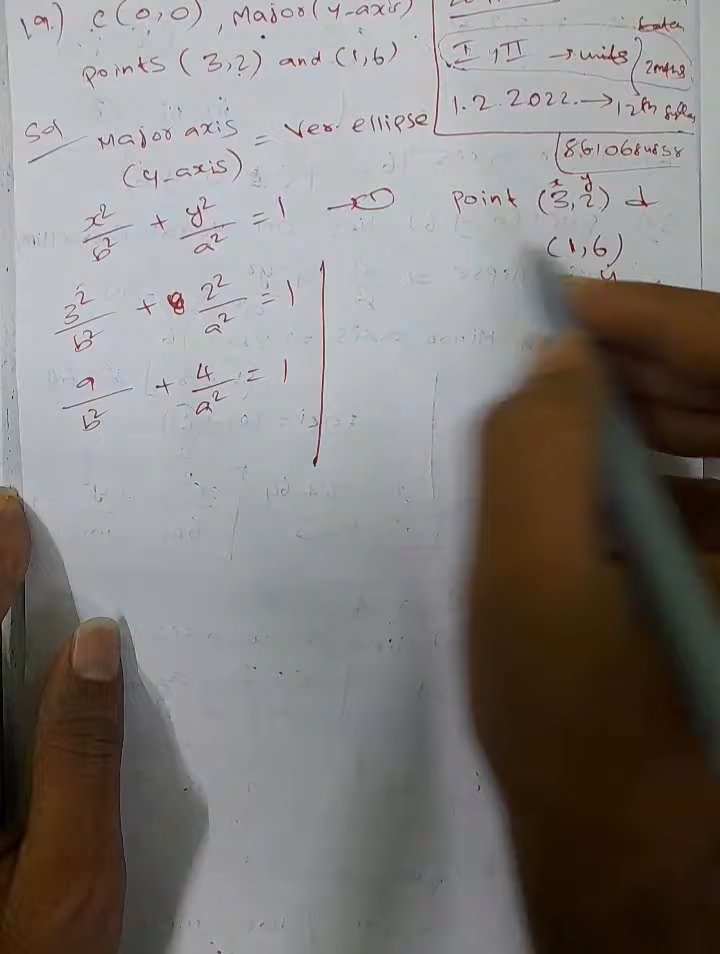 19.) C(0,0), Major (y-axis)
points (3,2) and (1,6)
Sol Major axis = Ver. ellipse
(y-axis)
x²/b² + y²/a² = 1 → ①
3²/b² + 2²/a² = 1
9/b² + 4/a² = 1
I, II → units
2mths
1.2.2022. → 12th
point (3,2) &
x y
(1,6)
y